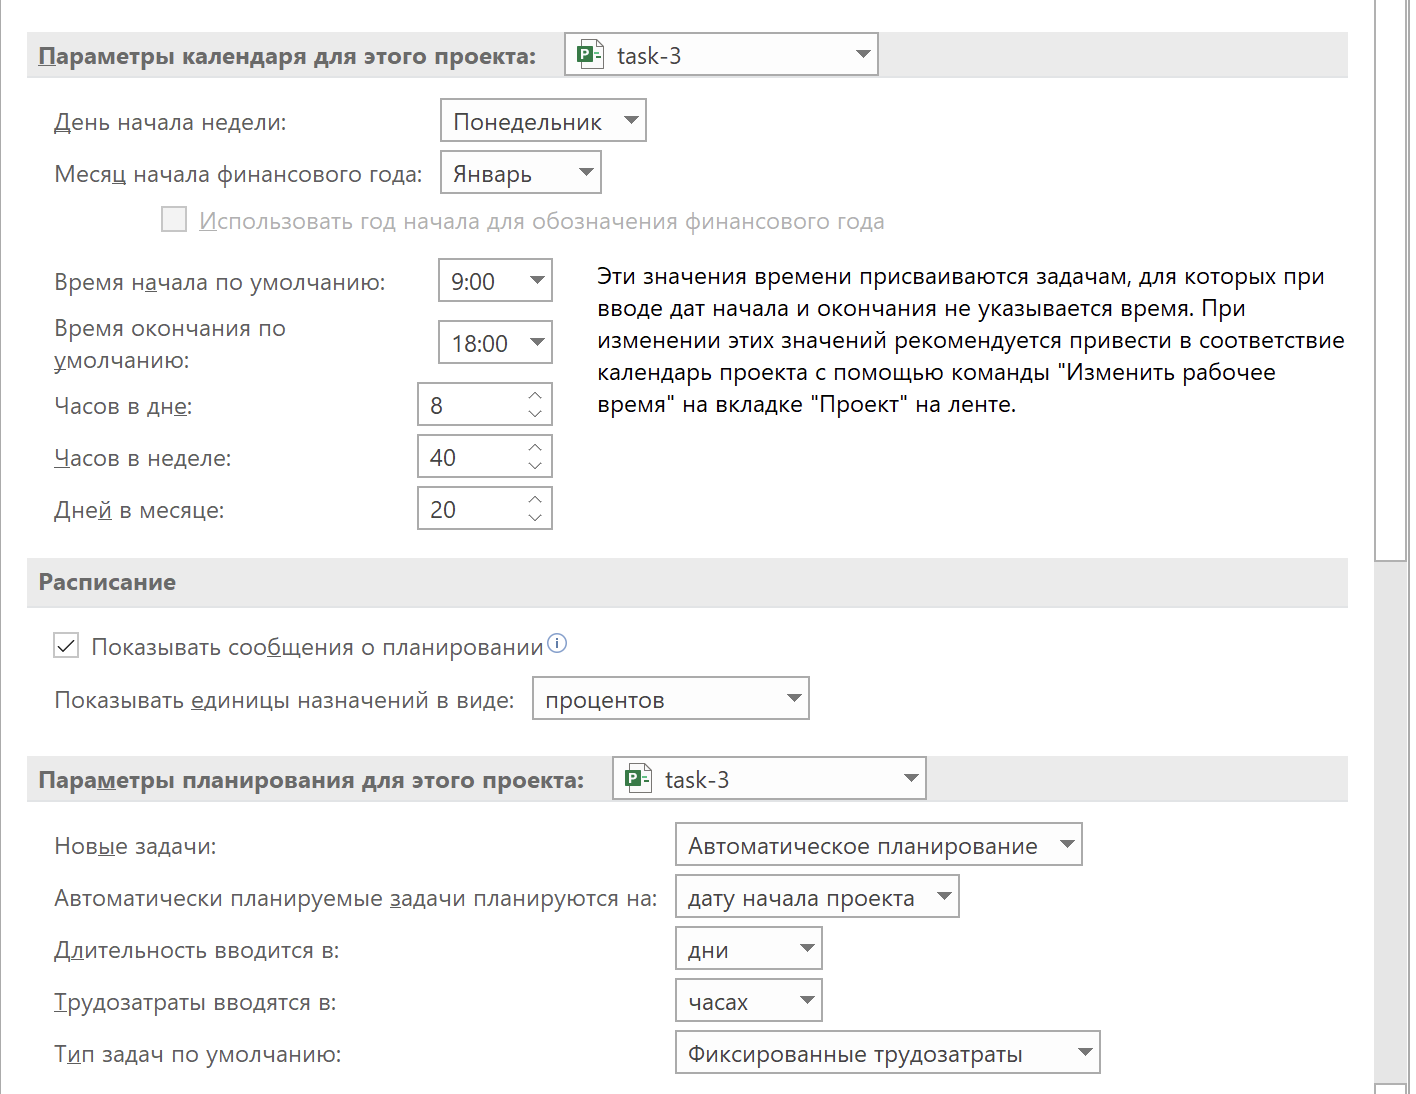 Параметры календаря для этого проекта: task-3
День начала недели: Понедельник
Месяц начала финансового года: Январь
Использовать год начала для обозначения финансового года
Время начала по умолчанию: 9:00
Время окончания по
умолчанию: 18:00
Эти значения времени присваиваются задачам, для которых при
вводе дат начала и окончания не указывается время. При
изменении этих значений рекомендуется привести в соответствие
календарь проекта с помощью команды "Изменить рабочее
время" на вкладке "Проект" на ленте.
Часов в дне: 8
Часов в неделе: 40
Дней в месяце: 20
Расписание
Показывать сообщения о планировании
Показывать единицы назначений в виде: процентов
Параметры планирования для этого проекта: task-3
Новые задачи: Автоматическое планирование
Автоматически планируемые задачи планируются на: дату начала проекта
Длительность вводится в: дни
Трудозатраты вводятся в: часах
Тип задач по умолчанию: Фиксированные трудозатраты